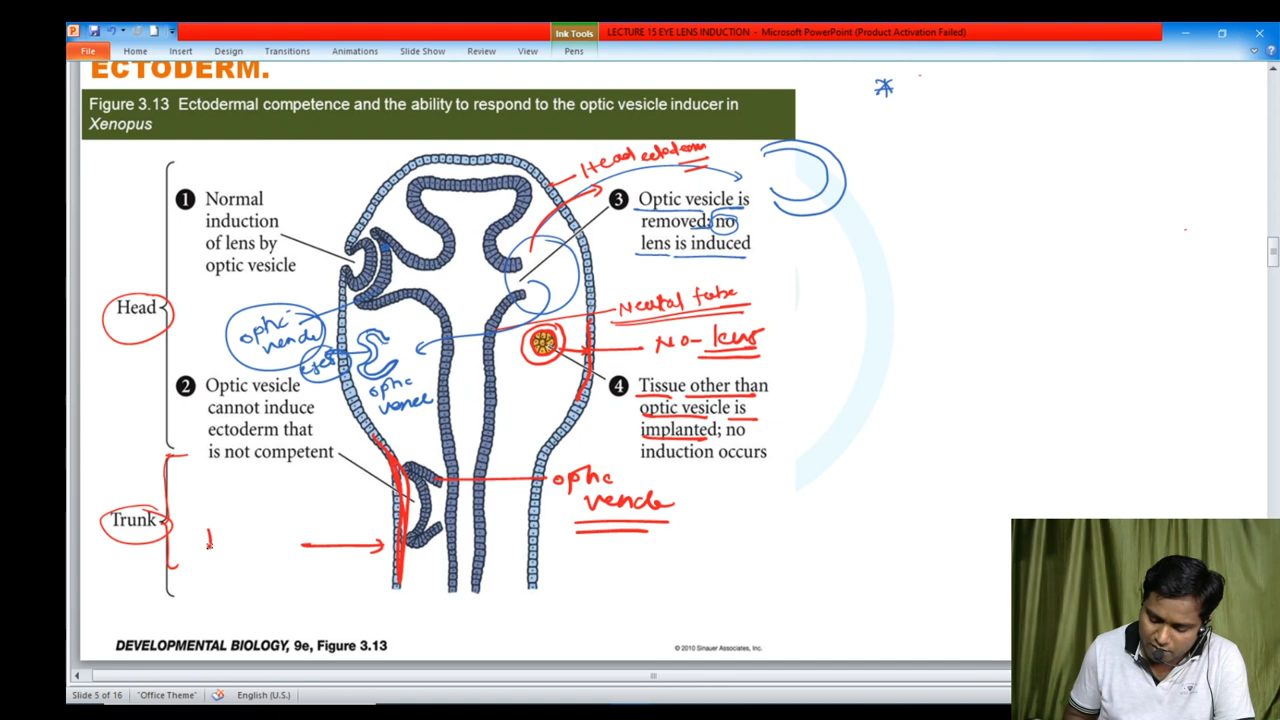 Ink Tools
LECTURE 15 EYE LENS INDUCTION - Microsoft PowerPoint (Product Activation Failed)
File Home Insert Design Transitions Animations Slide Show Review View Pens
ECTODERM.
Figure 3.13 Ectodermal competence and the ability to respond to the optic vesicle inducer in
Xenopus
Head ectoderm
1 Normal
induction
of lens by
optic vesicle
3 Optic vesicle is
removed; no
lens is induced
Head
Neural tube
No- lens
optic
2 Optic vesicle
cannot induce
ectoderm that
is not competent
optic
4 Tissue other than
optic vesicle is
implanted; no
induction occurs
optic
Trunk
DEVELOPMENTAL BIOLOGY, 9e, Figure 3.13
© 2010 Sinauer Associates, Inc.
Slide 5 of 16 "Office Theme" English (U.S.)